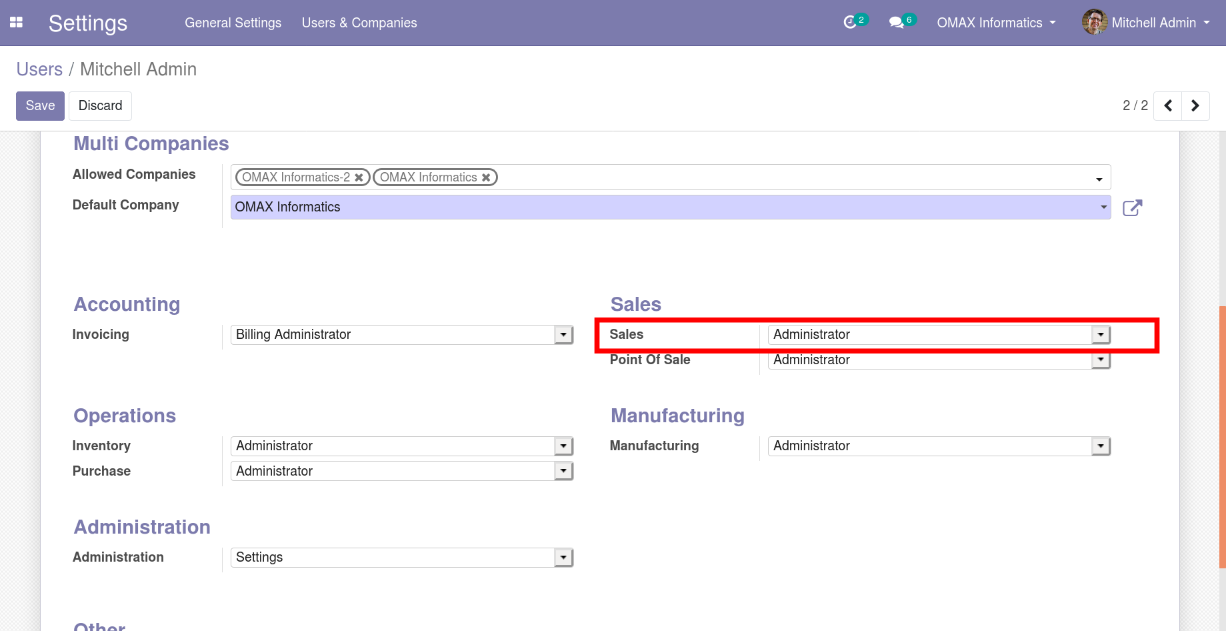 Settings General Settings Users & Companies 2 6 OMAX Informatics Mitchell Admin
Users / Mitchell Admin
Save Discard 2 / 2
Multi Companies
Allowed Companies OMAX Informatics-2 OMAX Informatics
Default Company OMAX Informatics
Accounting Sales
Invoicing Billing Administrator Sales Administrator
Point Of Sale Administrator
Operations Manufacturing
Inventory Administrator Manufacturing Administrator
Purchase Administrator
Administration
Administration Settings
Other